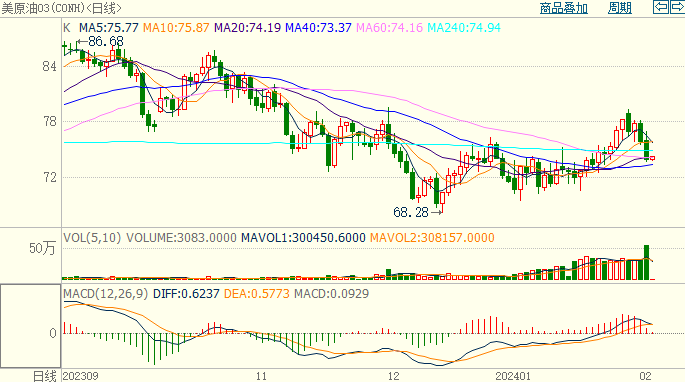 美原油03(CONH)<日线> 商品叠加 周期
K MA5:75.77 MA10:75.87 MA20:74.19 MA40:73.37 MA60:74.16 MA240:74.94
86.68
84
78
72
68.28
VOL(5,10) VOLUME:3083.0000 MAVOL1:300450.6000 MAVOL2:308157.0000
50万
MACD(12,26,9) DIFF:0.6237 DEA:0.5773 MACD:0.0929
0
日线 202309 11 12 202401 02